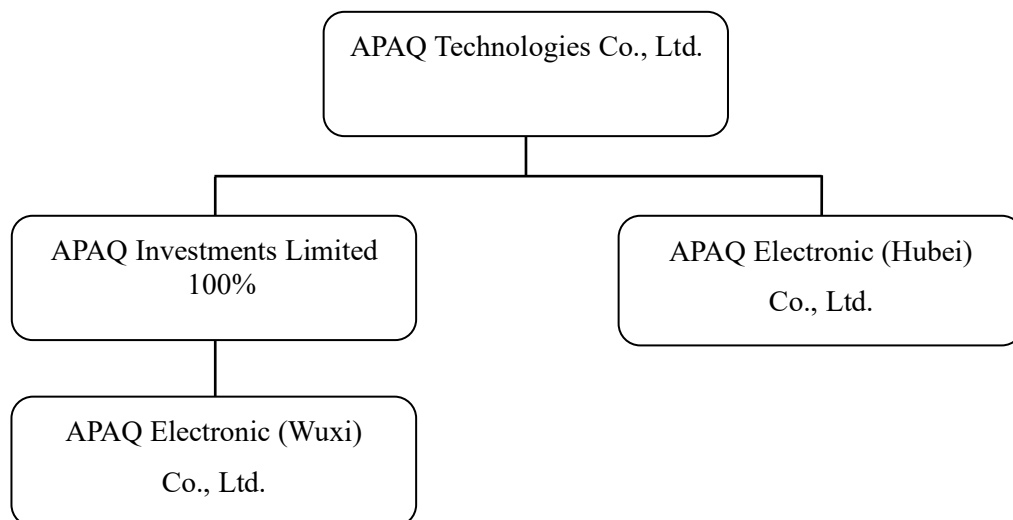 APAQ Technologies Co., Ltd.
APAQ Investments Limited
100%
APAQ Electronic (Hubei)
Co., Ltd.
APAQ Electronic (Wuxi)
Co., Ltd.